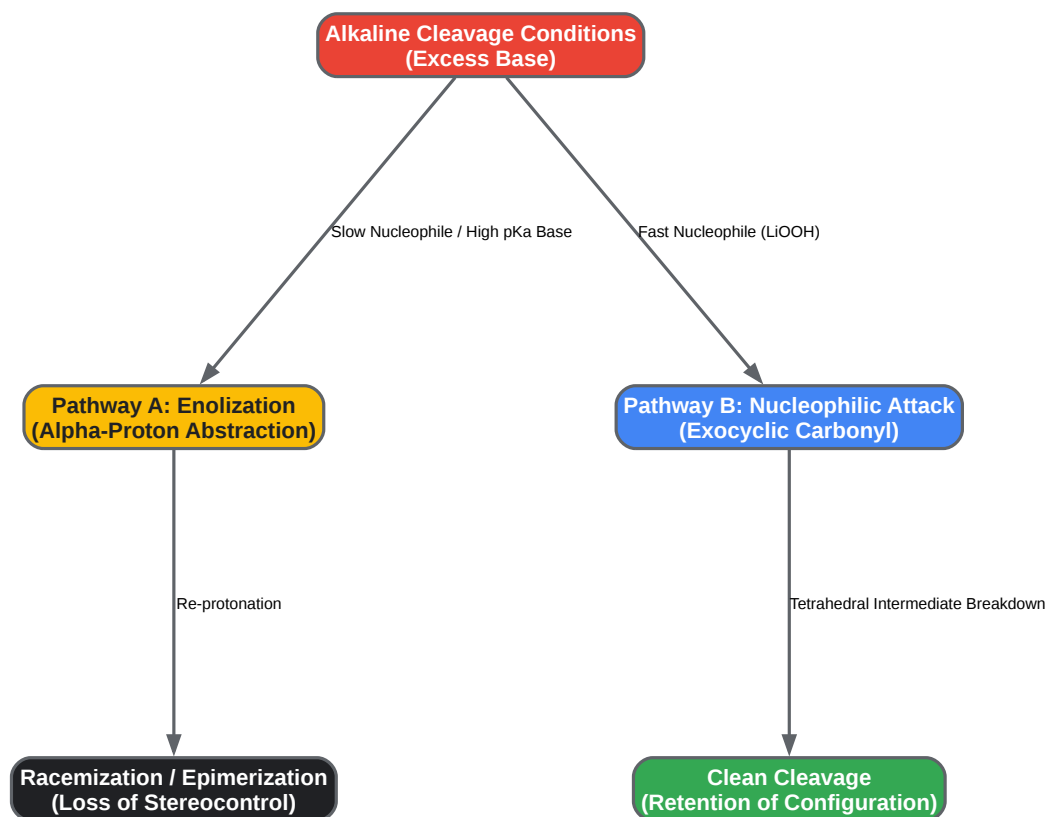 Alkaline Cleavage Conditions
(Excess Base)
Slow Nucleophile / High pKa Base
Fast Nucleophile (LiOOH)
Pathway A: Enolization
(Alpha-Proton Abstraction)
Pathway B: Nucleophilic Attack
(Exocyclic Carbonyl)
Re-protonation
Tetrahedral Intermediate Breakdown
Racemization / Epimerization
(Loss of Stereocontrol)
Clean Cleavage
(Retention of Configuration)